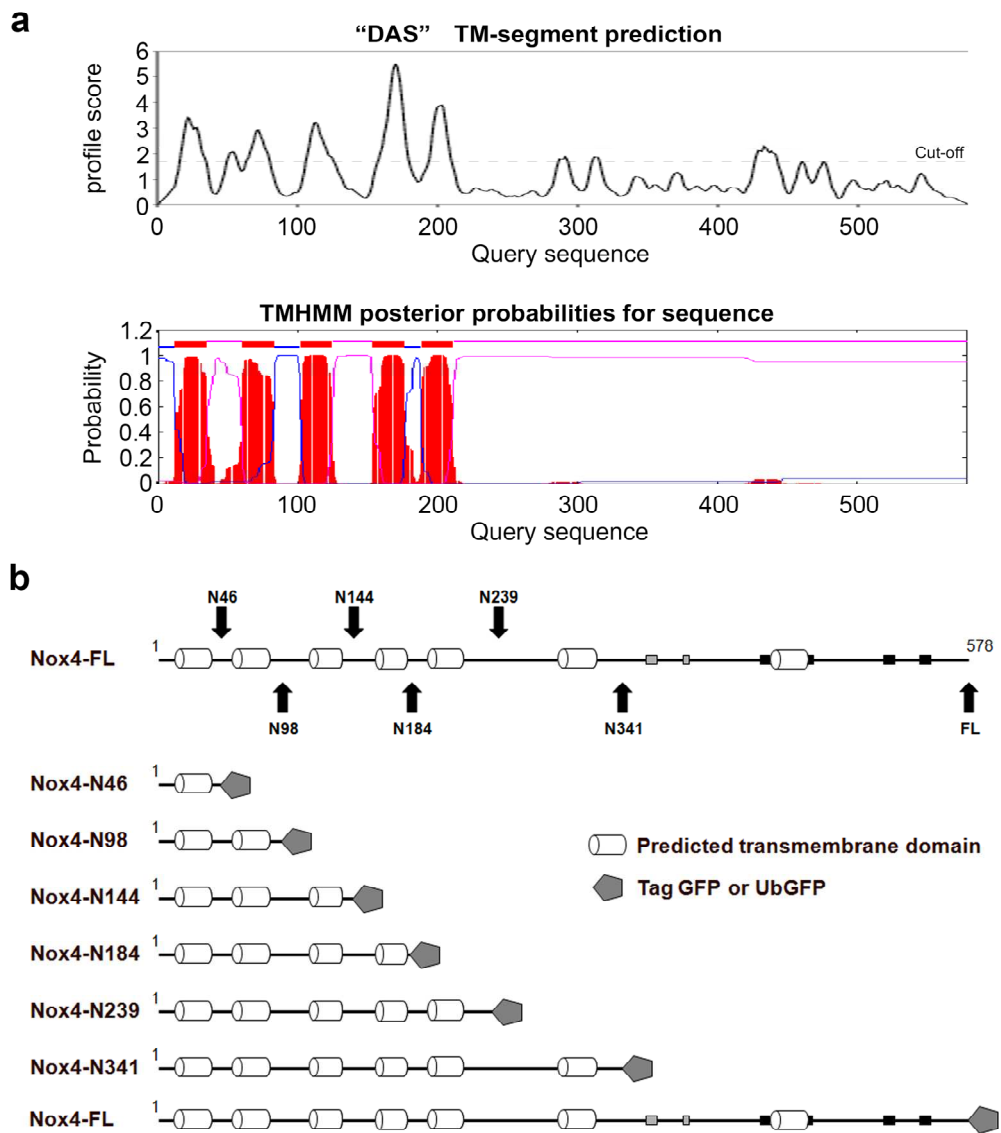 a
“DAS” TM-segment prediction
6
5
4
3
2
1
0
profile score
Cut-off
0 100 200 300 400 500
Query sequence
TMHMM posterior probabilities for sequence
1.2
1
0.8
0.6
0.4
0.2
0
Probability
0 100 200 300 400 500
Query sequence
b
N46 N144 N239
1 578
Nox4-FL
N98 N184 N341 FL
1
Nox4-N46
1
Nox4-N98
Predicted transmembrane domain
1
Nox4-N144
Tag GFP or UbGFP
1
Nox4-N184
1
Nox4-N239
1
Nox4-N341
1
Nox4-FL